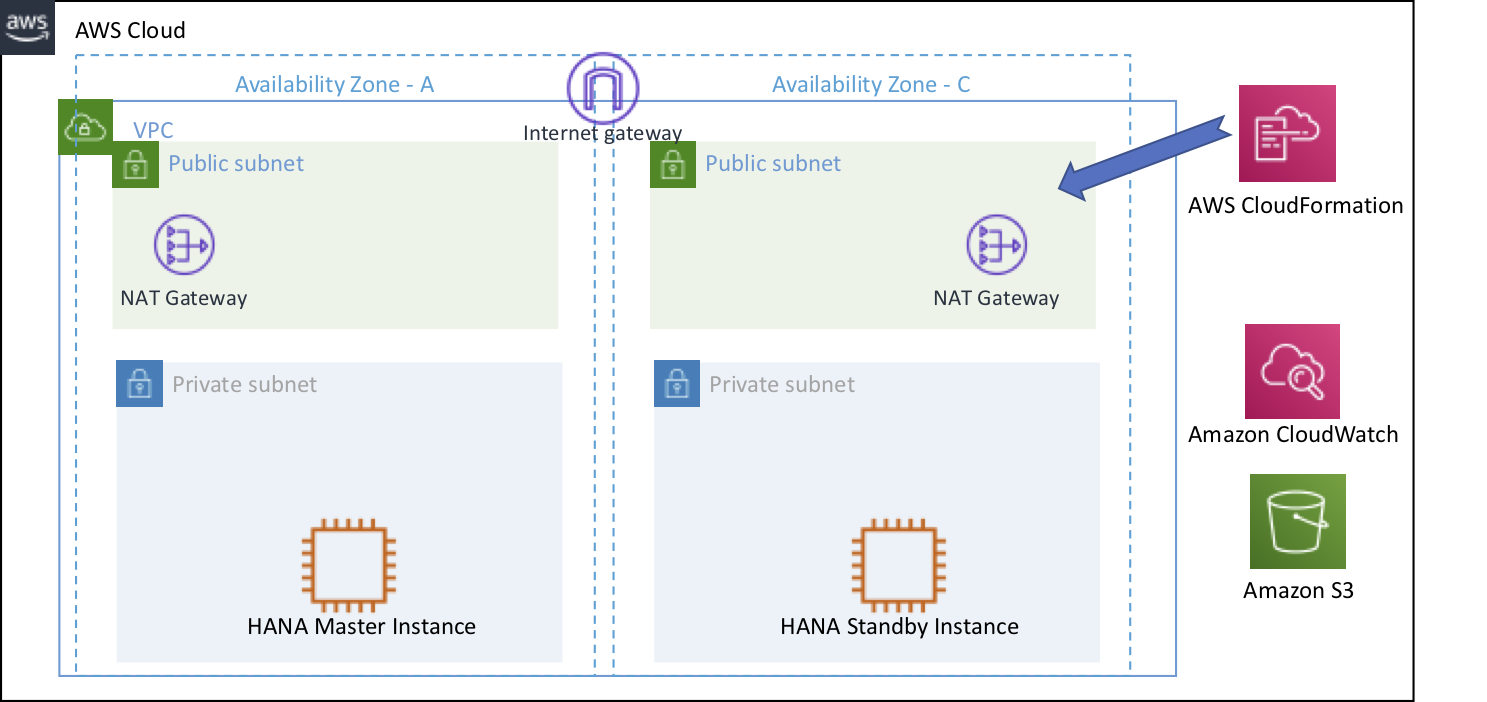 aws
AWS Cloud
Availability Zone - A
Availability Zone - C
Internet gateway
VPC
Public subnet
Public subnet
AWS CloudFormation
NAT Gateway
NAT Gateway
Private subnet
Private subnet
Amazon CloudWatch
Amazon S3
HANA Master Instance
HANA Standby Instance